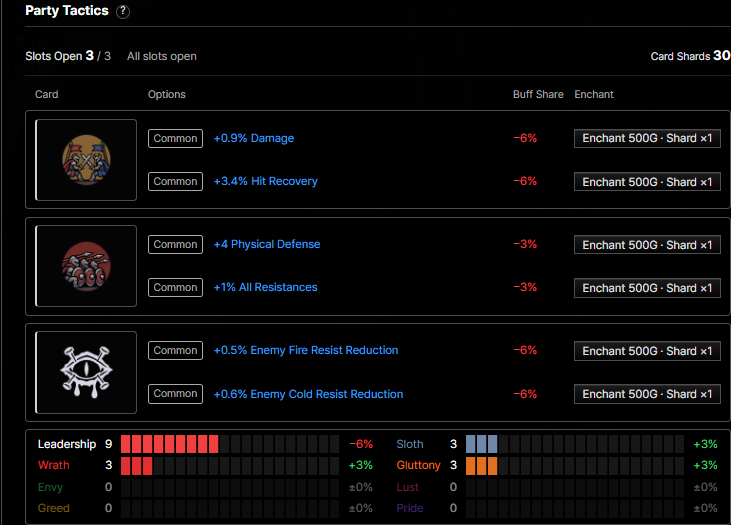 Party Tactics ?
Slots Open 3 / 3 All slots open Card Shards 30
Card Options Buff Share Enchant
Common +0.9% Damage −6% Enchant 500G · Shard ×1
Common +3.4% Hit Recovery −6% Enchant 500G · Shard ×1
Common +4 Physical Defense −3% Enchant 500G · Shard ×1
Common +1% All Resistances −3% Enchant 500G · Shard ×1
Common +0.5% Enemy Fire Resist Reduction −6% Enchant 500G · Shard ×1
Common +0.6% Enemy Cold Resist Reduction −6% Enchant 500G · Shard ×1
Leadership 9 −6% Sloth 3 +3%
Wrath 3 +3% Gluttony 3 +3%
Envy 0 ±0% Lust 0 ±0%
Greed 0 ±0% Pride 0 ±0%